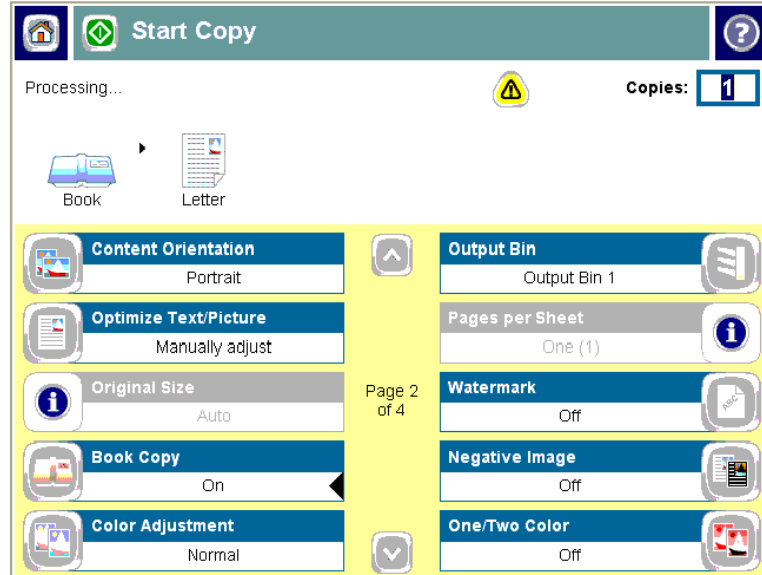 Start Copy
?
Processing...
Copies: 1
Book
Letter
Content Orientation
Portrait
Optimize Text/Picture
Manually adjust
Original Size
Auto
Book Copy
On
Color Adjustment
Normal
Page 2
of 4
Output Bin
Output Bin 1
Pages per Sheet
One (1)
Watermark
Off
ABC
Negative Image
Off
One/Two Color
Off